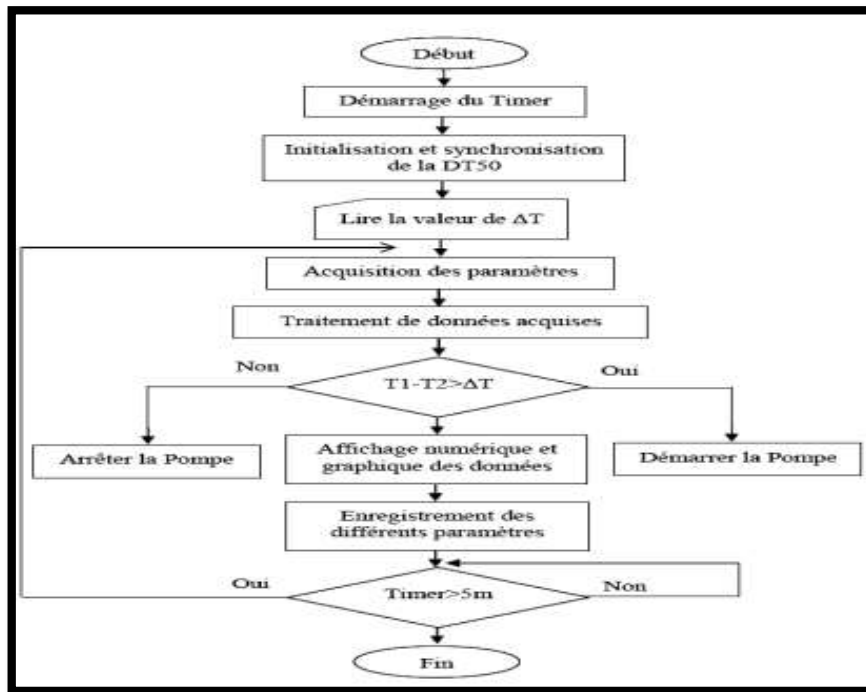 Début
Démarrage du Timer
Initialisation et synchronisation
de la DT50
Lire la valeur de ΔT
Acquisition des paramètres
Traitement de données acquises
Non
Oui
T1-T2>ΔT
Arrêter la Pompe
Affichage numérique et
graphique des données
Démarrer la Pompe
Enregistrement des
différents paramètres
Oui
Non
Timer>5m
Fin